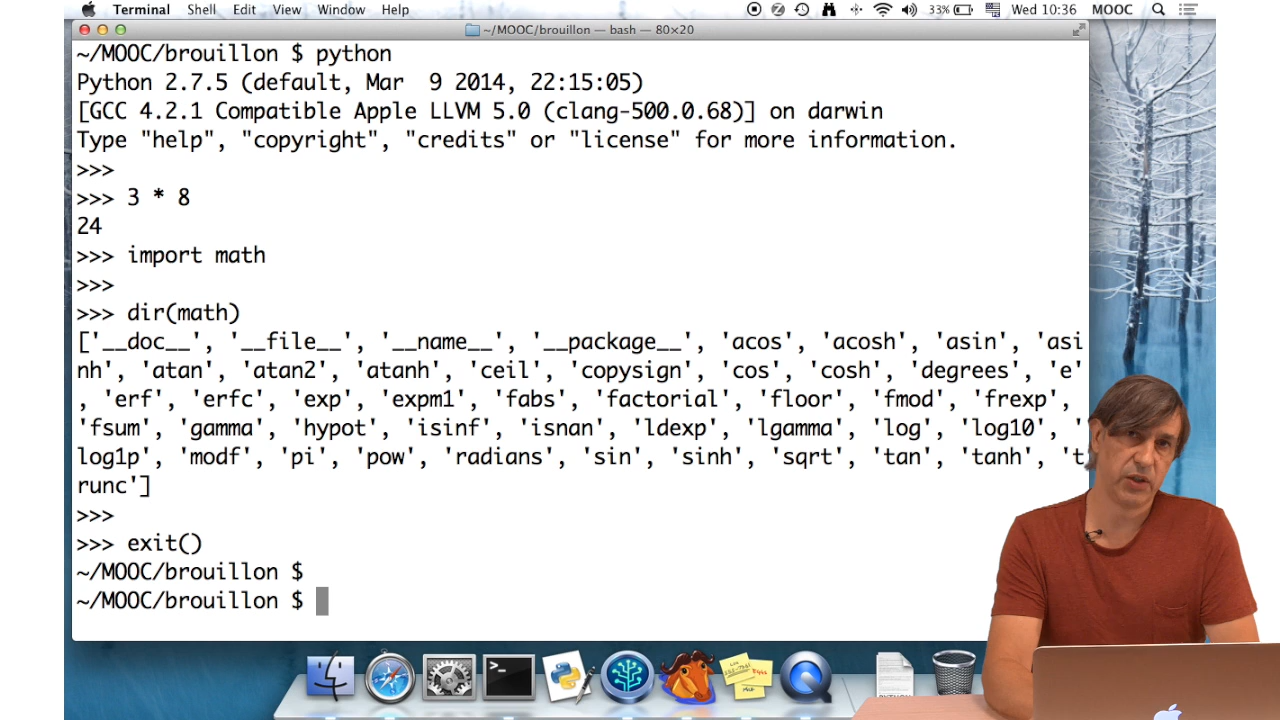 Terminal Shell Edit View Window Help 33% Wed 10:36 MOOC
~/MOOC/brouillon — bash — 80×20
~/MOOC/brouillon $ python
Python 2.7.5 (default, Mar  9 2014, 22:15:05)
[GCC 4.2.1 Compatible Apple LLVM 5.0 (clang-500.0.68)] on darwin
Type "help", "copyright", "credits" or "license" for more information.
>>>
>>> 3 * 8
24
>>> import math
>>>
>>> dir(math)
['__doc__', '__file__', '__name__', '__package__', 'acos', 'acosh', 'asin', 'asi
nh', 'atan', 'atan2', 'atanh', 'ceil', 'copysign', 'cos', 'cosh', 'degrees', 'e'
, 'erf', 'erfc', 'exp', 'expm1', 'fabs', 'factorial', 'floor', 'fmod', 'frexp',
'fsum', 'gamma', 'hypot', 'isinf', 'isnan', 'ldexp', 'lgamma', 'log', 'log10', '
log1p', 'modf', 'pi', 'pow', 'radians', 'sin', 'sinh', 'sqrt', 'tan', 'tanh', 't
runc']
>>>
>>> exit()
~/MOOC/brouillon $
~/MOOC/brouillon $